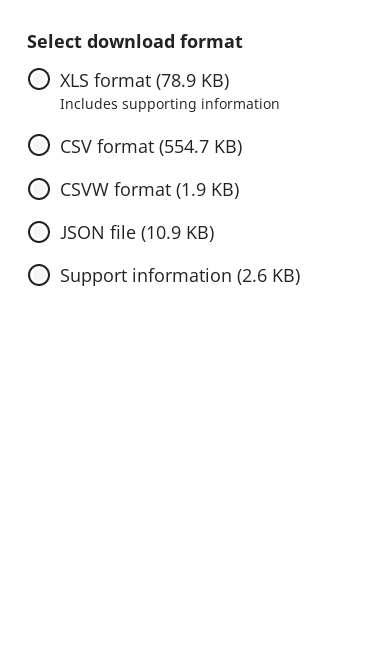 Select download format
XLS format (78.9 KB)
Includes supporting information
CSV format (554.7 KB)
CSVW format (1.9 KB)
JSON file (10.9 KB)
Support information (2.6 KB)